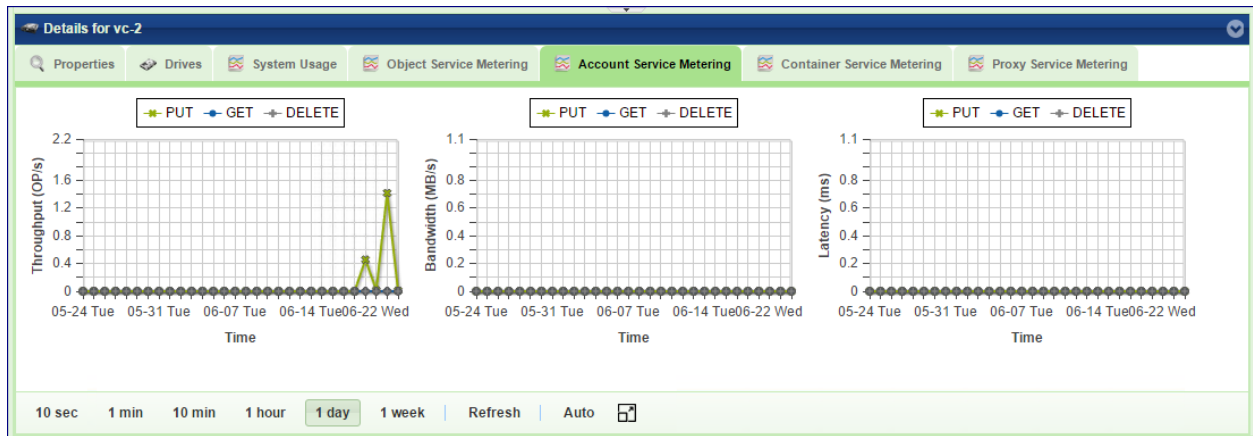 Details for vc-2
Properties Drives System Usage Object Service Metering Account Service Metering Container Service Metering Proxy Service Metering
PUT GET DELETE
2.2
1.6
1.2
0.8
0.4
0
Throughput (OP/s)
05-24 Tue 05-31 Tue 06-07 Tue 06-14 Tue 06-22 Wed
Time
PUT GET DELETE
1.1
0.8
0.6
0.4
0.2
0
Bandwidth (MB/s)
05-24 Tue 05-31 Tue 06-07 Tue 06-14 Tue 06-22 Wed
Time
PUT GET DELETE
1.1
0.8
0.6
0.4
0.2
0
Latency (ms)
05-24 Tue 05-31 Tue 06-07 Tue 06-14 Tue 06-22 Wed
Time
10 sec 1 min 10 min 1 hour 1 day 1 week Refresh Auto